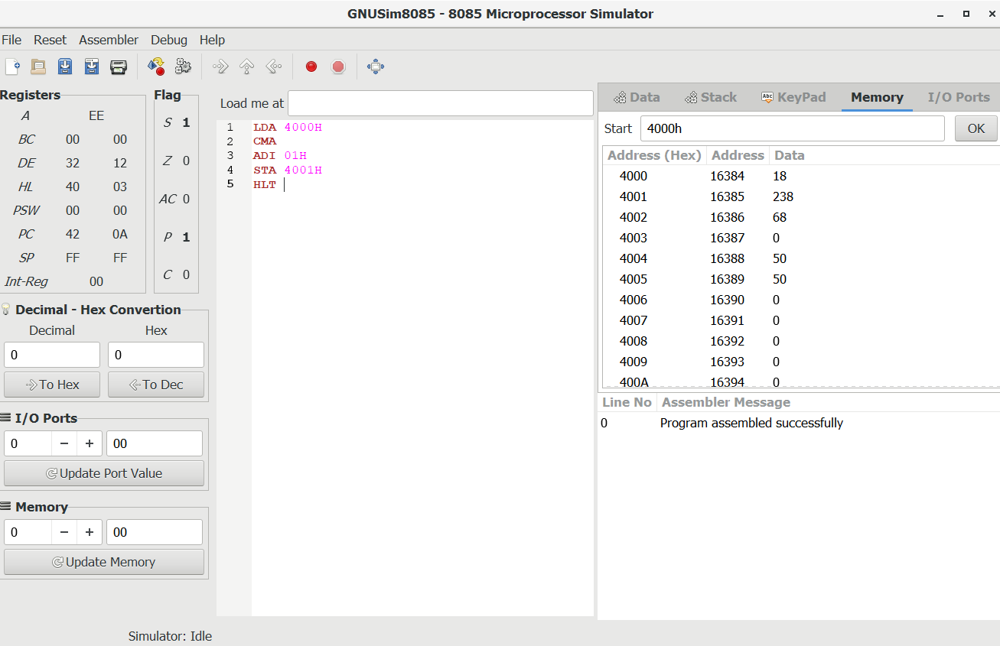 GNUSim8085 - 8085 Microprocessor Simulator
File Reset Assembler Debug Help
Registers
A EE
BC 00 00
DE 32 12
HL 40 03
PSW 00 00
PC 42 0A
SP FF FF
Int-Reg 00
Flag
S 1
Z 0
AC 0
P 1
C 0
Decimal - Hex Convertion
Decimal Hex
0 0
To Hex To Dec
I/O Ports
0 − + 00
Update Port Value
Memory
0 − + 00
Update Memory
Load me at
1 LDA 4000H
2 CMA
3 ADI 01H
4 STA 4001H
5 HLT
Data Stack Abc KeyPad Memory I/O Ports
Start 4000h OK
Address (Hex) Address Data
4000 16384 18
4001 16385 238
4002 16386 68
4003 16387 0
4004 16388 50
4005 16389 50
4006 16390 0
4007 16391 0
4008 16392 0
4009 16393 0
400A 16394 0
Line No Assembler Message
0 Program assembled successfully
Simulator: Idle